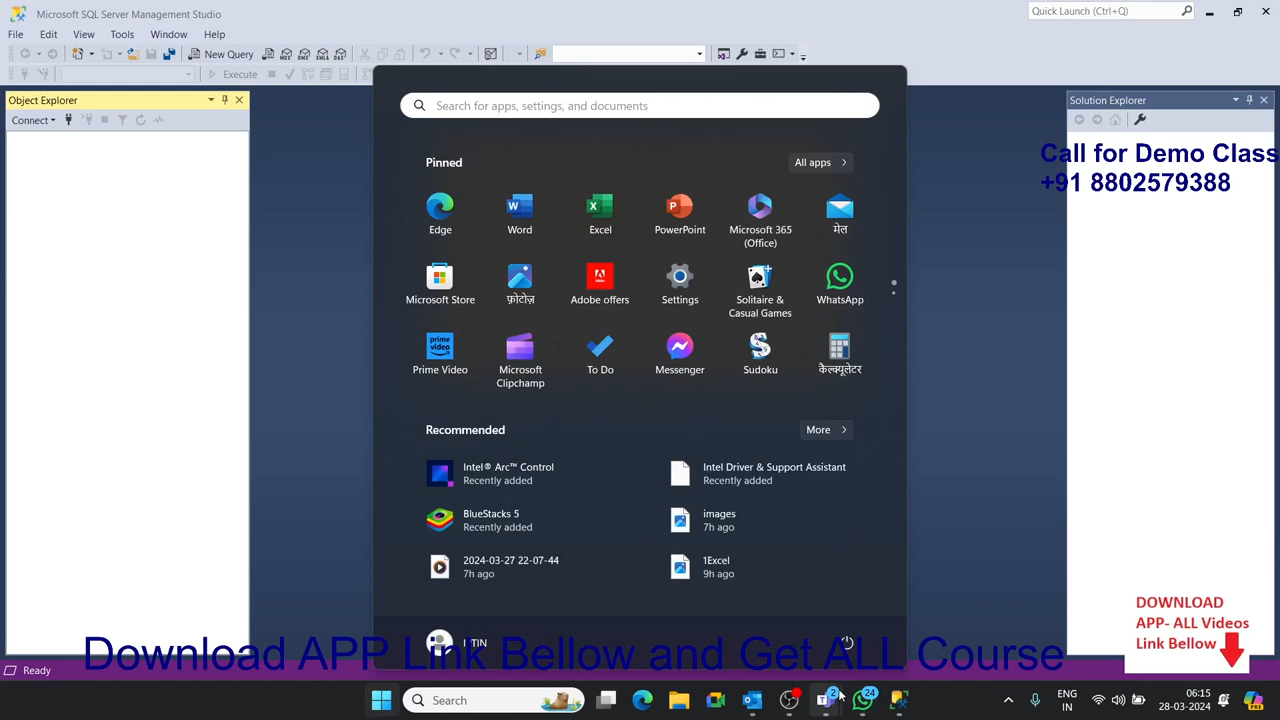 Microsoft SQL Server Management Studio
Quick Launch (Ctrl+Q)
File Edit View Tools Window Help
New Query
Execute
Object Explorer
Connect
Solution Explorer
Call for Demo Class
+91 8802579388
Search for apps, settings, and documents
Pinned
All apps
Edge
Word
Excel
PowerPoint
Microsoft 365
(Office)
मेल
Microsoft Store
फ़ोटोज़
Adobe offers
Settings
Solitaire &
Casual Games
WhatsApp
prime
video
Prime Video
Microsoft
Clipchamp
To Do
Messenger
Sudoku
कैल्क्यूलेटर
Recommended
More
Intel® Arc™ Control
Recently added
Intel Driver & Support Assistant
Recently added
BlueStacks 5
Recently added
images
7h ago
2024-03-27 22-07-44
7h ago
1Excel
9h ago
DOWNLOAD
APP- ALL Videos
Link Bellow
Download APP Link Bellow and Get ALL Course
Ready
Search
2
24
ENG
IN
06:15
28-03-2024